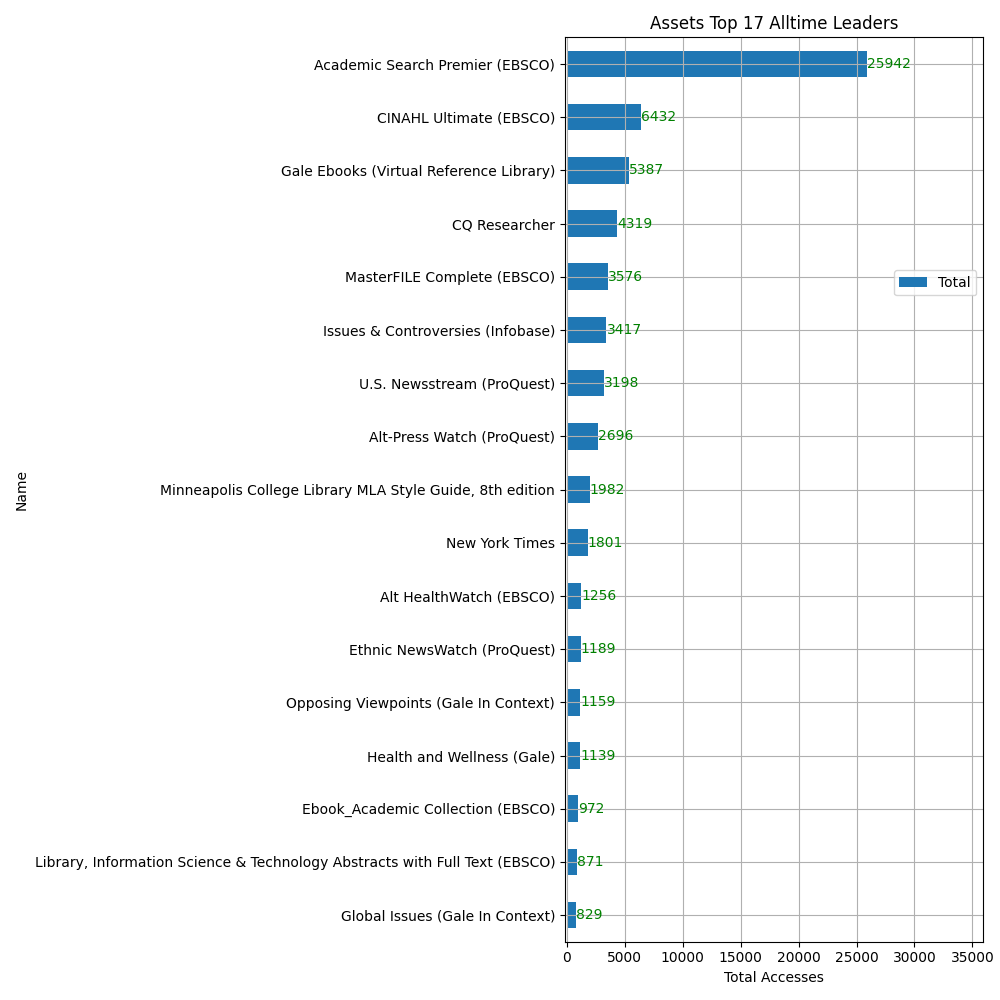 Assets Top 17 Alltime Leaders
Academic Search Premier (EBSCO) 25942
CINAHL Ultimate (EBSCO) 6432
Gale Ebooks (Virtual Reference Library) 5387
CQ Researcher 4319
MasterFILE Complete (EBSCO) 3576
Total
Issues & Controversies (Infobase) 3417
U.S. Newsstream (ProQuest) 3198
Alt-Press Watch (ProQuest) 2696
Name
Minneapolis College Library MLA Style Guide, 8th edition 1982
New York Times 1801
Alt HealthWatch (EBSCO) 1256
Ethnic NewsWatch (ProQuest) 1189
Opposing Viewpoints (Gale In Context) 1159
Health and Wellness (Gale) 1139
Ebook_Academic Collection (EBSCO) 972
Library, Information Science & Technology Abstracts with Full Text (EBSCO) 871
Global Issues (Gale In Context) 829
0 5000 10000 15000 20000 25000 30000 35000
Total Accesses